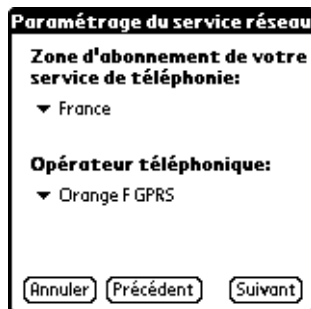 Paramétrage du service réseau
Zone d'abonnement de votre
service de téléphonie:
France
Opérateur téléphonique:
Orange F GPRS
Annuler Précédent Suivant